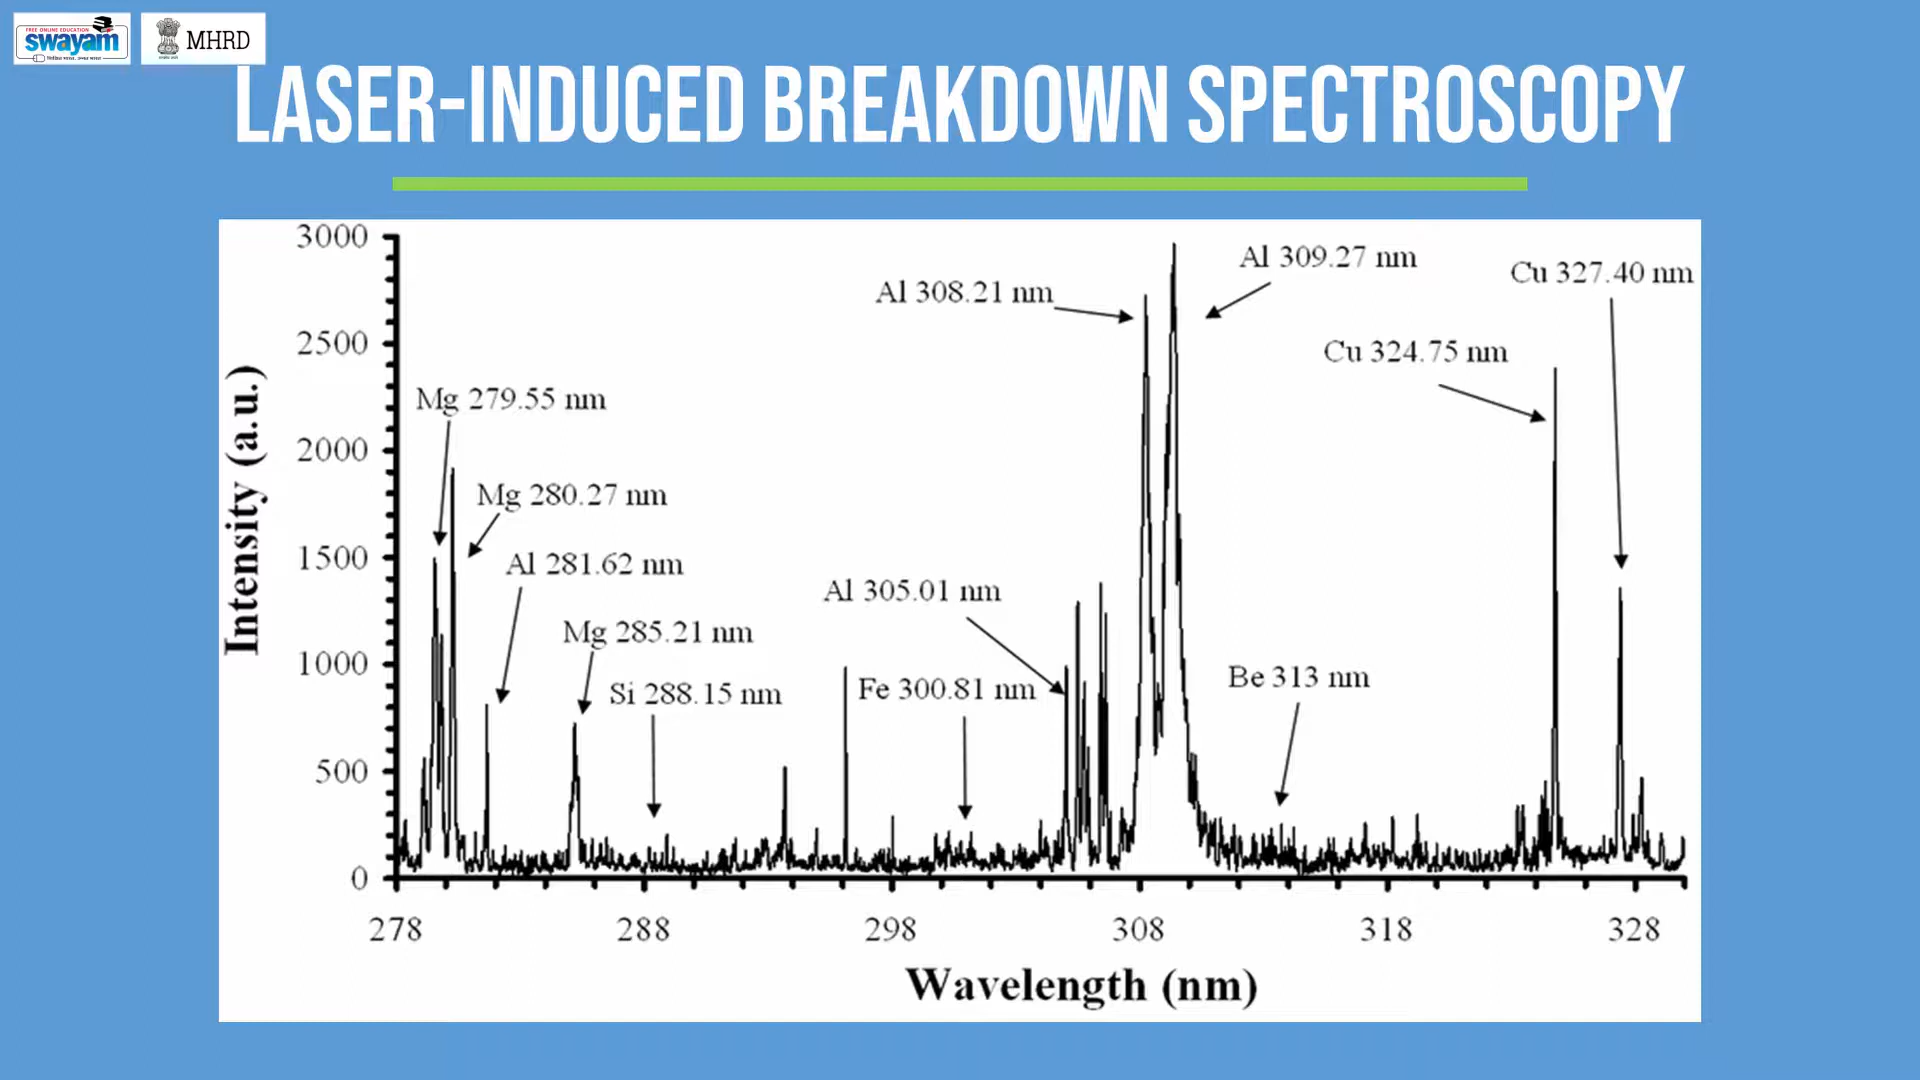 FREE ONLINE EDUCATION
swayam
MHRD
LASER-INDUCED BREAKDOWN SPECTROSCOPY
3000
2500
2000
1500
1000
500
0
Intensity (a.u.)
Mg 279.55 nm
Mg 280.27 nm
Al 281.62 nm
Mg 285.21 nm
Si 288.15 nm
Al 305.01 nm
Fe 300.81 nm
Al 308.21 nm
Al 309.27 nm
Be 313 nm
Cu 324.75 nm
Cu 327.40 nm
278 288 298 308 318 328
Wavelength (nm)